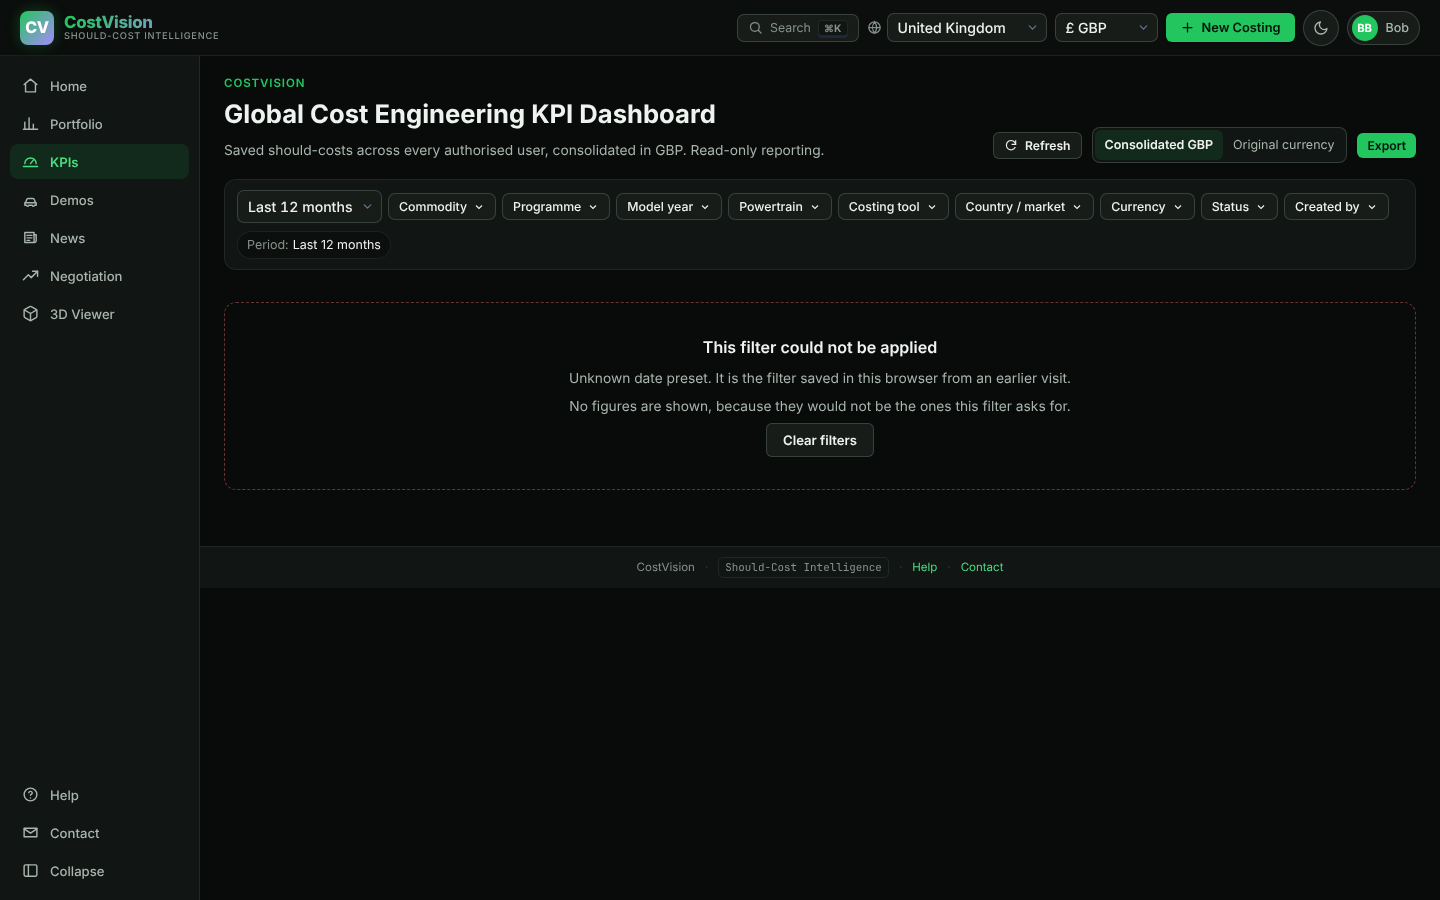 CV
CostVision
SHOULD-COST INTELLIGENCE
Search ⌘K
United Kingdom
£ GBP
+ New Costing
BB Bob
Home
Portfolio
KPIs
Demos
News
Negotiation
3D Viewer
Help
Contact
Collapse
COSTVISION
Global Cost Engineering KPI Dashboard
Saved should-costs across every authorised user, consolidated in GBP. Read-only reporting.
Refresh
Consolidated GBP
Original currency
Export
Last 12 months
Commodity
Programme
Model year
Powertrain
Costing tool
Country / market
Currency
Status
Created by
Period: Last 12 months
This filter could not be applied
Unknown date preset. It is the filter saved in this browser from an earlier visit.
No figures are shown, because they would not be the ones this filter asks for.
Clear filters
CostVision · Should-Cost Intelligence · Help · Contact